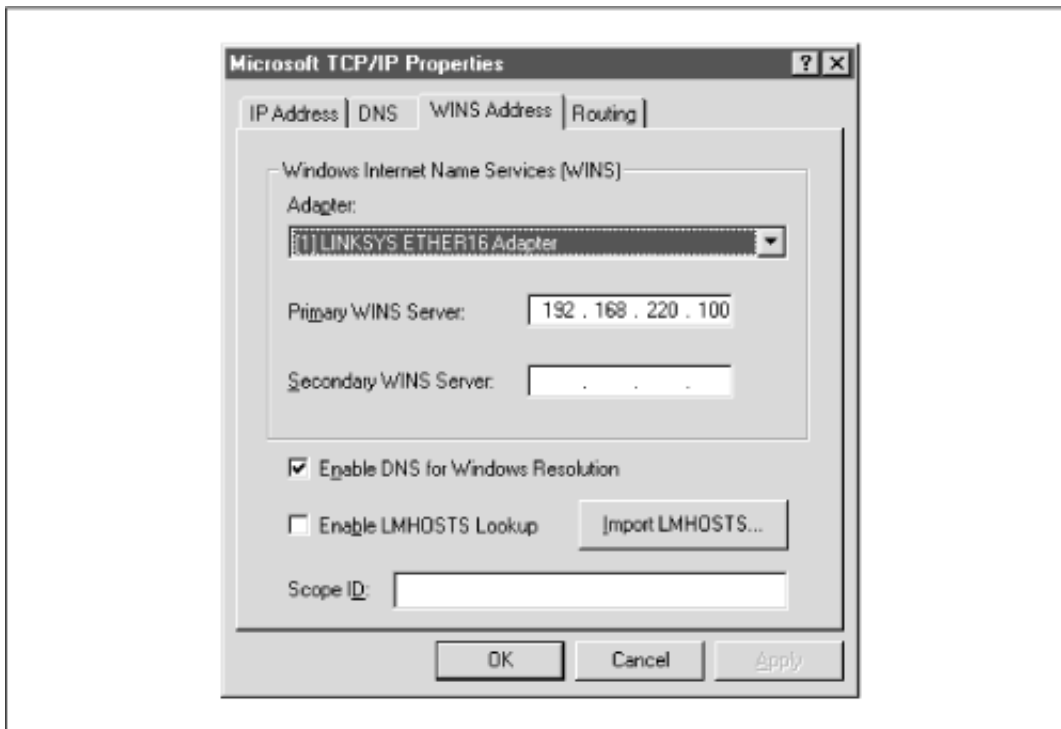 Microsoft TCP/IP Properties
IP Address DNS WINS Address Routing
Windows Internet Name Services (WINS)
Adapter:
[1] LINKSYS ETHER16 Adapter
Primary WINS Server: 192 . 168 . 220 . 100
Secondary WINS Server: . . .
Enable DNS for Windows Resolution
Enable LMHOSTS Lookup Import LMHOSTS...
Scope ID:
OK Cancel Apply